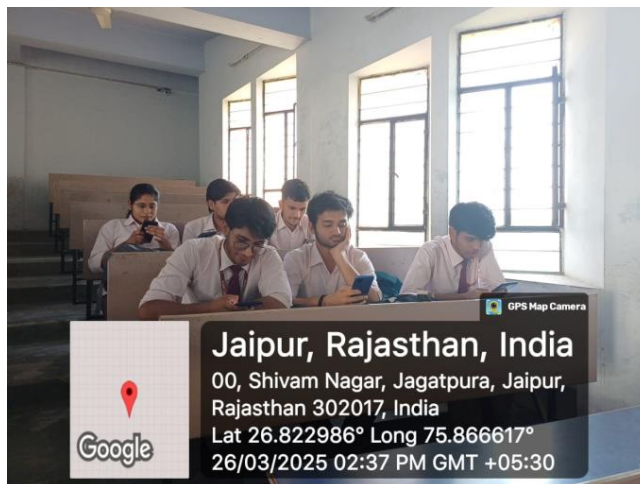 GPS Map Camera
Jaipur, Rajasthan, India
00, Shivam Nagar, Jagatpura, Jaipur,
Rajasthan 302017, India
Lat 26.822986° Long 75.866617°
26/03/2025 02:37 PM GMT +05:30
Google